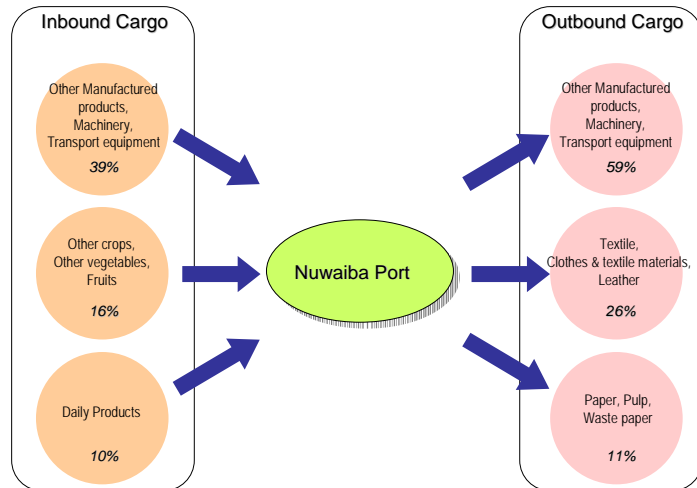 Inbound Cargo
Other Manufactured
products,
Machinery,
Transport equipment
39%
Other crops,
Other vegetables,
Fruits
16%
Daily Products
10%
Nuwaiba Port
Outbound Cargo
Other Manufactured
products,
Machinery,
Transport equipment
59%
Textile,
Clothes & textile materials,
Leather
26%
Paper, Pulp,
Waste paper
11%